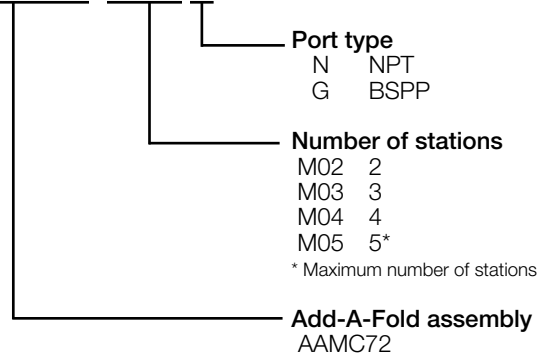 Port type
N NPT
G BSPP
Number of stations
M02 2
M03 3
M04 4
M05 5*
* Maximum number of stations
Add-A-Fold assembly
AAMC72